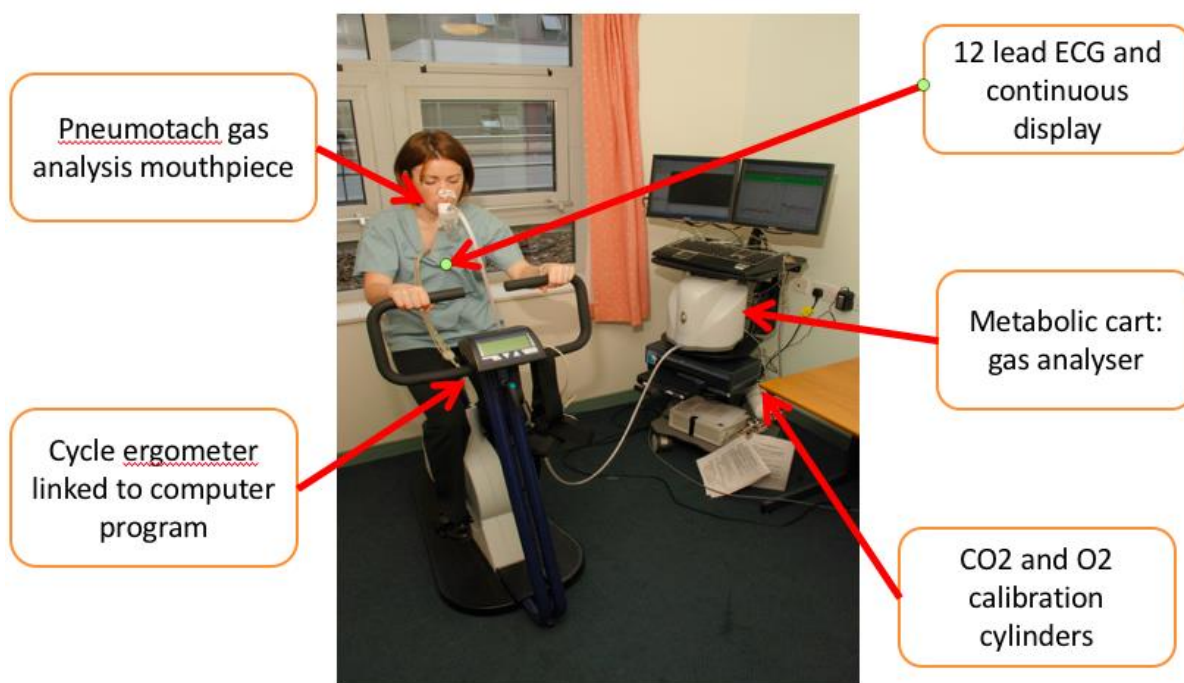 Pneumotach gas
analysis mouthpiece
12 lead ECG and
continuous
display
Metabolic cart:
gas analyser
Cycle ergometer
linked to computer
program
CO2 and O2
calibration
cylinders